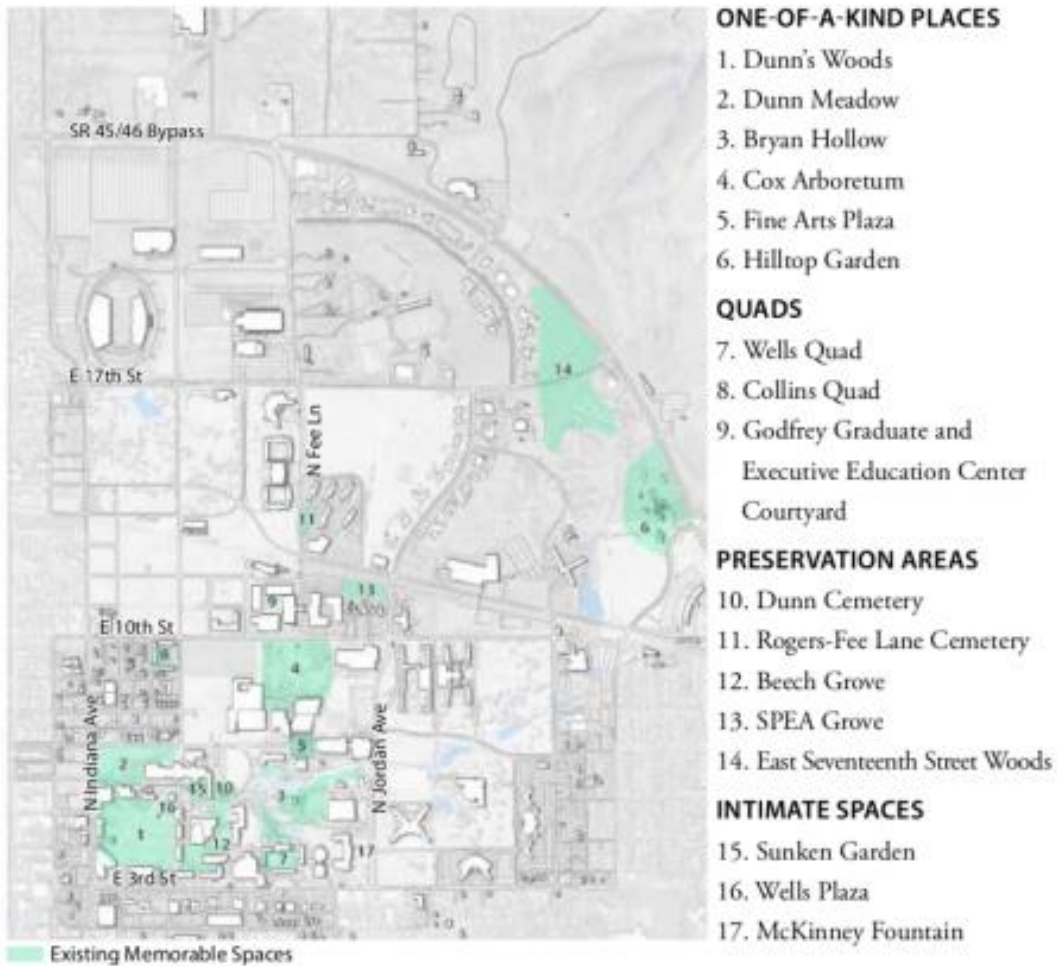 SR 45/46 Bypass
14
E 17th St
N Fee Ln
11
6
9
13
E 10th St
8
4
N Indiana Ave
N Jordan Ave
5
2
15 10
3
16
1
12
7
17
E 3rd St
Existing Memorable Spaces
ONE-OF-A-KIND PLACES
1. Dunn's Woods
2. Dunn Meadow
3. Bryan Hollow
4. Cox Arboretum
5. Fine Arts Plaza
6. Hilltop Garden
QUADS
7. Wells Quad
8. Collins Quad
9. Godfrey Graduate and
Executive Education Center
Courtyard
PRESERVATION AREAS
10. Dunn Cemetery
11. Rogers-Fee Lane Cemetery
12. Beech Grove
13. SPEA Grove
14. East Seventeenth Street Woods
INTIMATE SPACES
15. Sunken Garden
16. Wells Plaza
17. McKinney Fountain